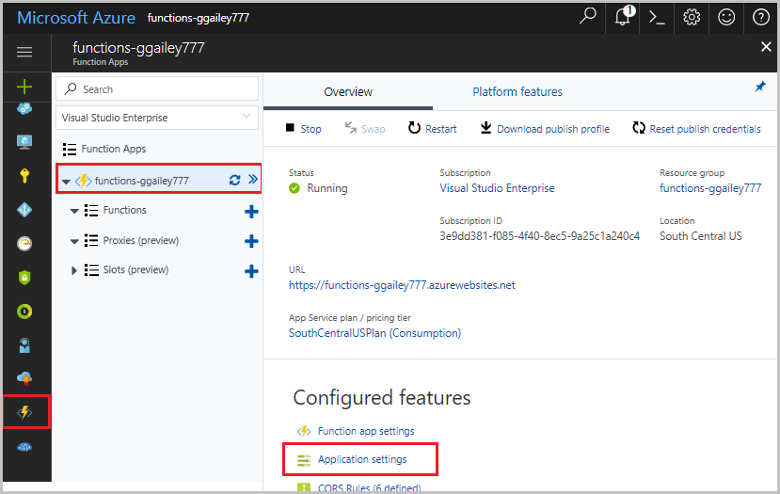 Microsoft Azure functions-ggailey777
1
functions-ggailey777
Function Apps
Search
Visual Studio Enterprise
Function Apps
functions-ggailey777
Functions
Proxies (preview)
Slots (preview)
Overview
Platform features
Stop
Swap
Restart
Download publish profile
Reset publish credentials
Status
Running
Subscription
Visual Studio Enterprise
Resource group
functions-ggailey777
Subscription ID
3e9dd381-f085-4f40-8ec5-9a25c1a240c4
Location
South Central US
URL
https://functions-ggailey777.azurewebsites.net
App Service plan / pricing tier
SouthCentralUSPlan (Consumption)
Configured features
Function app settings
Application settings
CORS Rules (6 defined)